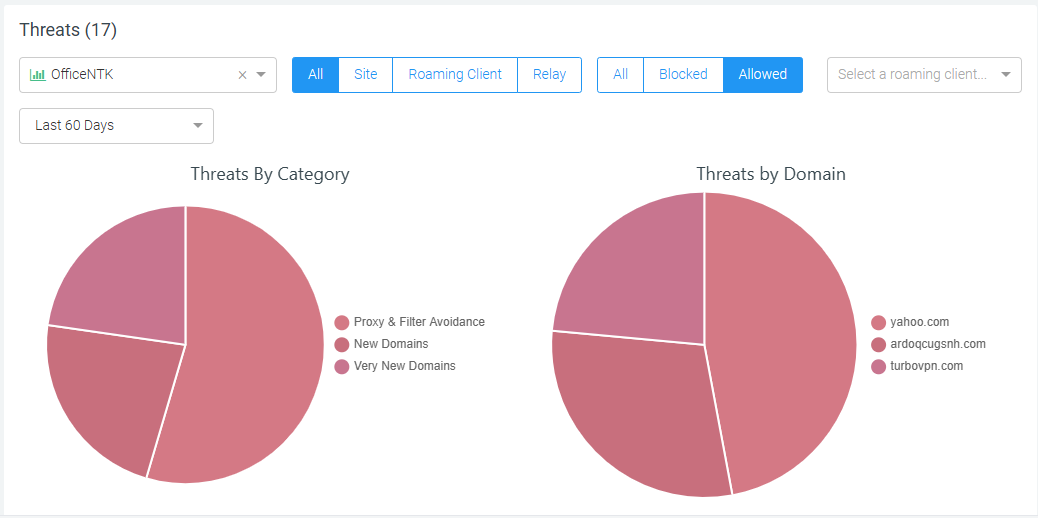 Threats (17)
OfficeNTK
All Site Roaming Client Relay
All Blocked Allowed
Select a roaming client...
Last 60 Days
Threats By Category
Proxy & Filter Avoidance
New Domains
Very New Domains
Threats by Domain
yahoo.com
ardoqcugsnh.com
turbovpn.com